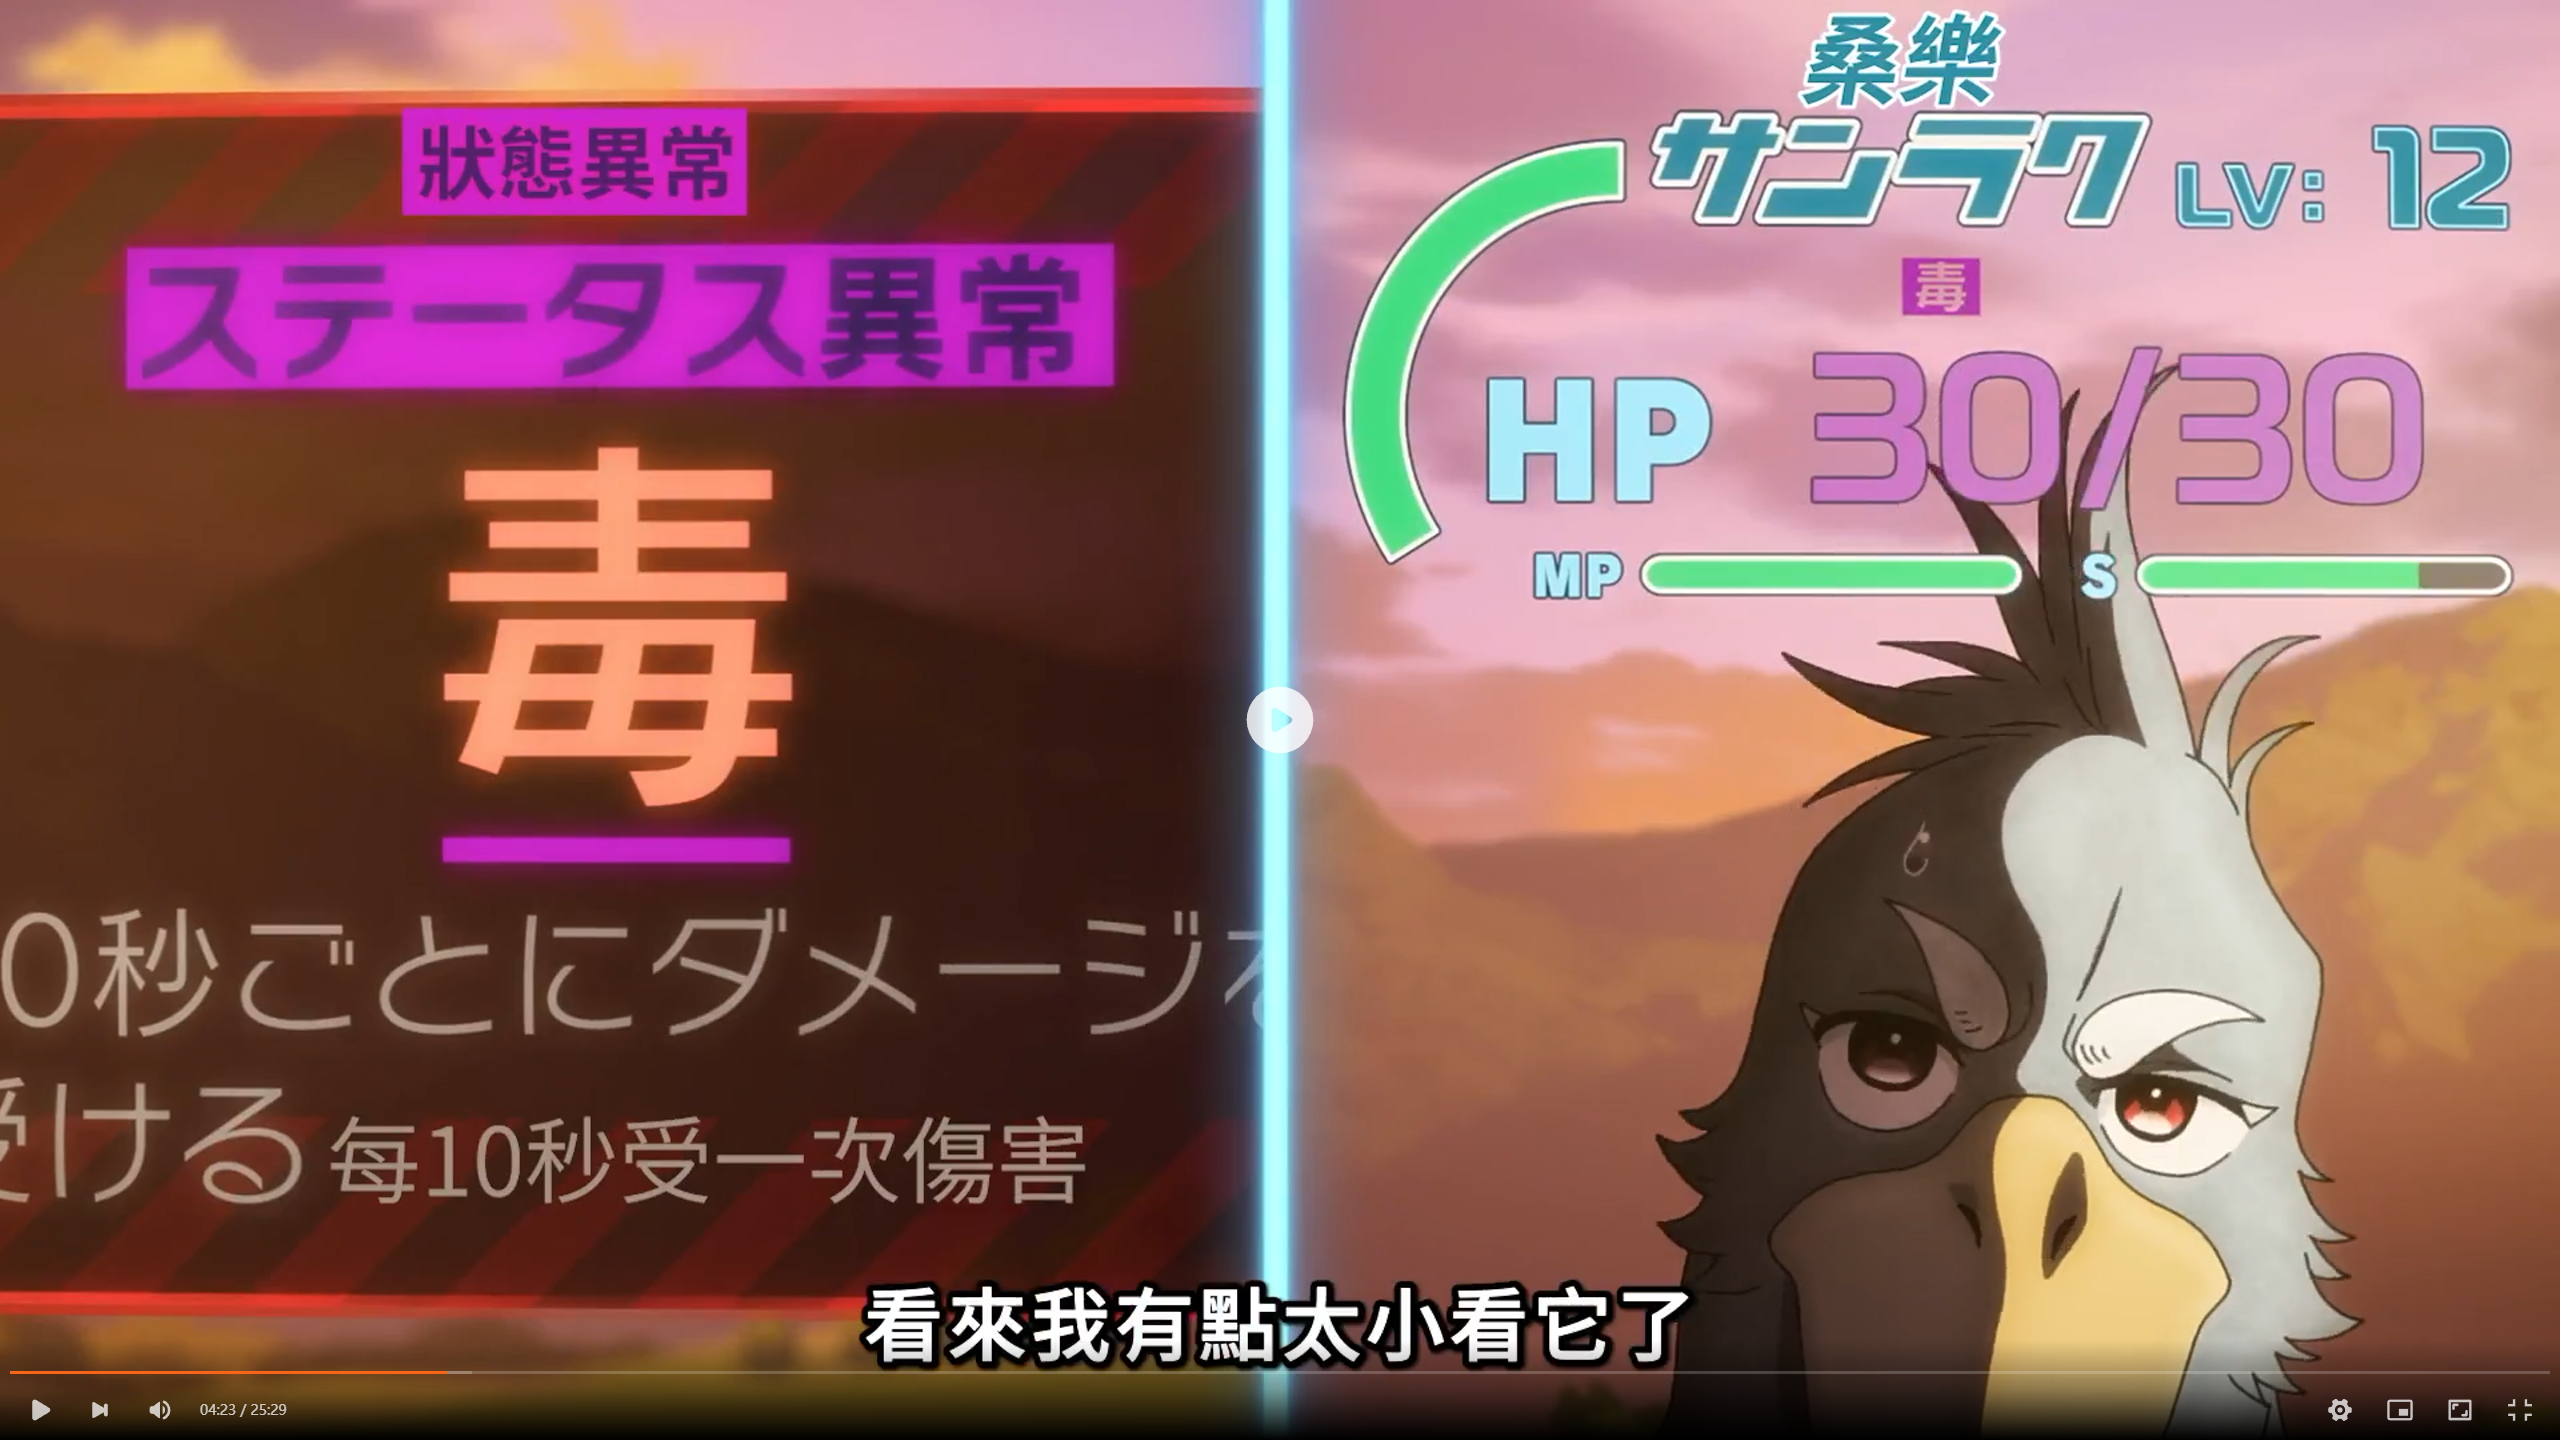 狀態異常
ステータス異常
毒
0秒ごとにダメージを
受ける 每10秒受一次傷害
桑樂
サンラク LV: 12
毒
HP 30/30
MP S
看來我有點太小看它了
04:23 / 25:29